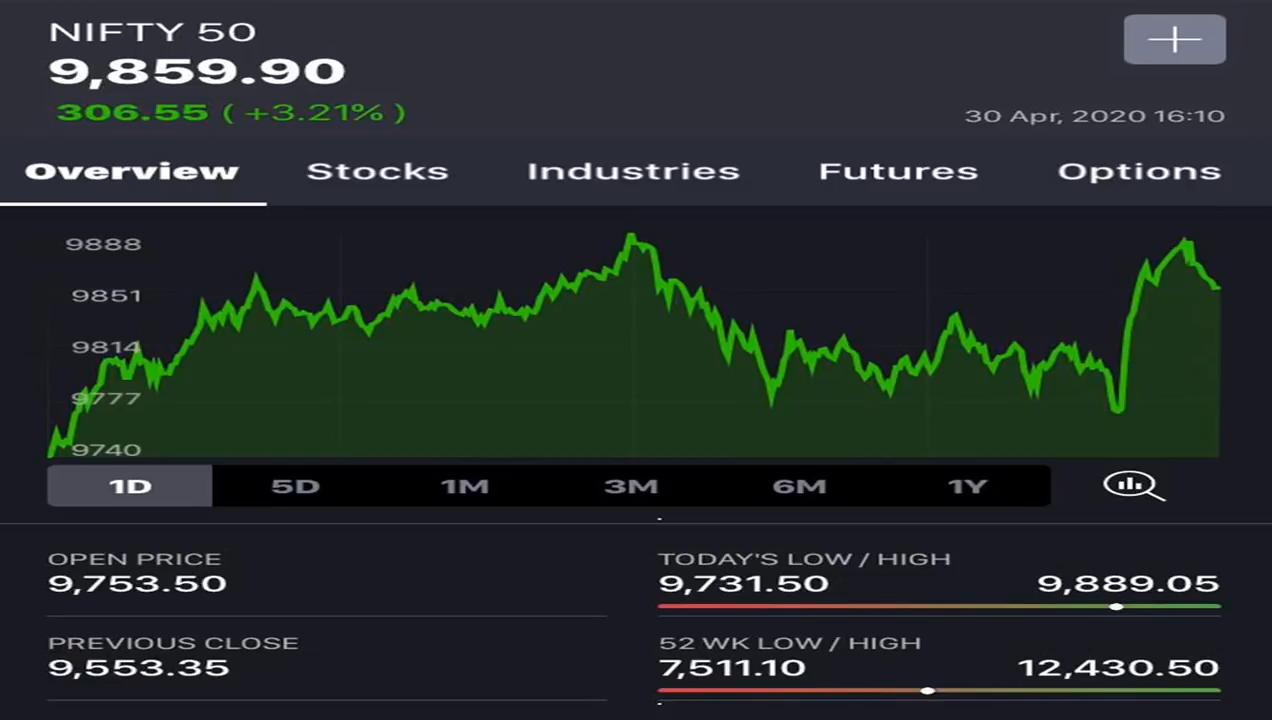 NIFTY 50
9,859.90
306.55 ( +3.21% )
30 Apr, 2020 16:10
Overview Stocks Industries Futures Options
9888
9851
9814
9777
9740
1D 5D 1M 3M 6M 1Y
OPEN PRICE
9,753.50
TODAY'S LOW / HIGH
9,731.50 9,889.05
PREVIOUS CLOSE
9,553.35
52 WK LOW / HIGH
7,511.10 12,430.50